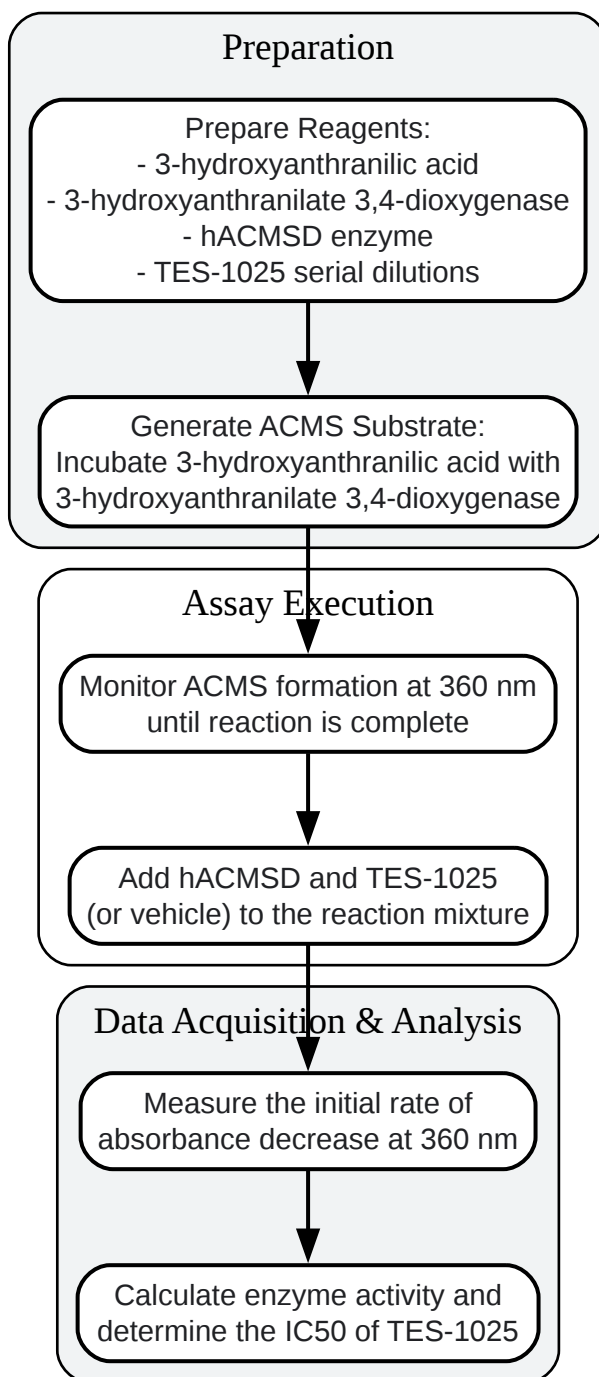 Preparation
Prepare Reagents:
- 3-hydroxyanthranilic acid
- 3-hydroxyanthranilate 3,4-dioxygenase
- hACMSD enzyme
- TES-1025 serial dilutions
Generate ACMS Substrate:
Incubate 3-hydroxyanthranilic acid with
3-hydroxyanthranilate 3,4-dioxygenase
Assay Execution
Monitor ACMS formation at 360 nm
until reaction is complete
Add hACMSD and TES-1025
(or vehicle) to the reaction mixture
Data Acquisition & Analysis
Measure the initial rate of
absorbance decrease at 360 nm
Calculate enzyme activity and
determine the IC50 of TES-1025